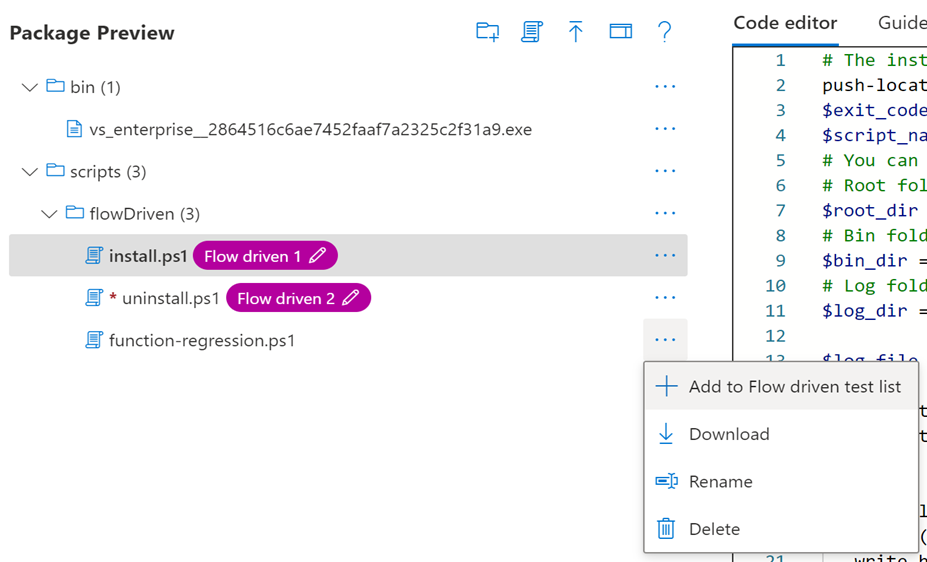 Package Preview
bin (1)
vs_enterprise__2864516c6ae7452faaf7a2325c2f31a9.exe
scripts (3)
flowDriven (3)
install.ps1 Flow driven 1
* uninstall.ps1 Flow driven 2
function-regression.ps1
Add to Flow driven test list
Download
Rename
Delete
Code editor Guide
1 # The inst
2 push-locat
3 $exit_code
4 $script_na
5 # You can
6 # Root fol
7 $root_dir
8 # Bin fold
9 $bin_dir =
10 # Log fold
11 $log_dir =
12
13 $log_file
21 write-h